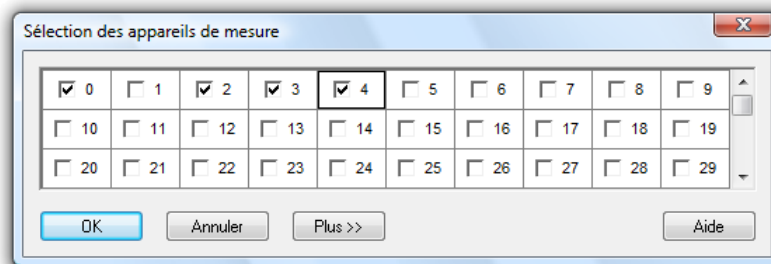 Sélection des appareils de mesure
0 1 2 3 4 5 6 7 8 9
10 11 12 13 14 15 16 17 18 19
20 21 22 23 24 25 26 27 28 29
OK Annuler Plus >> Aide